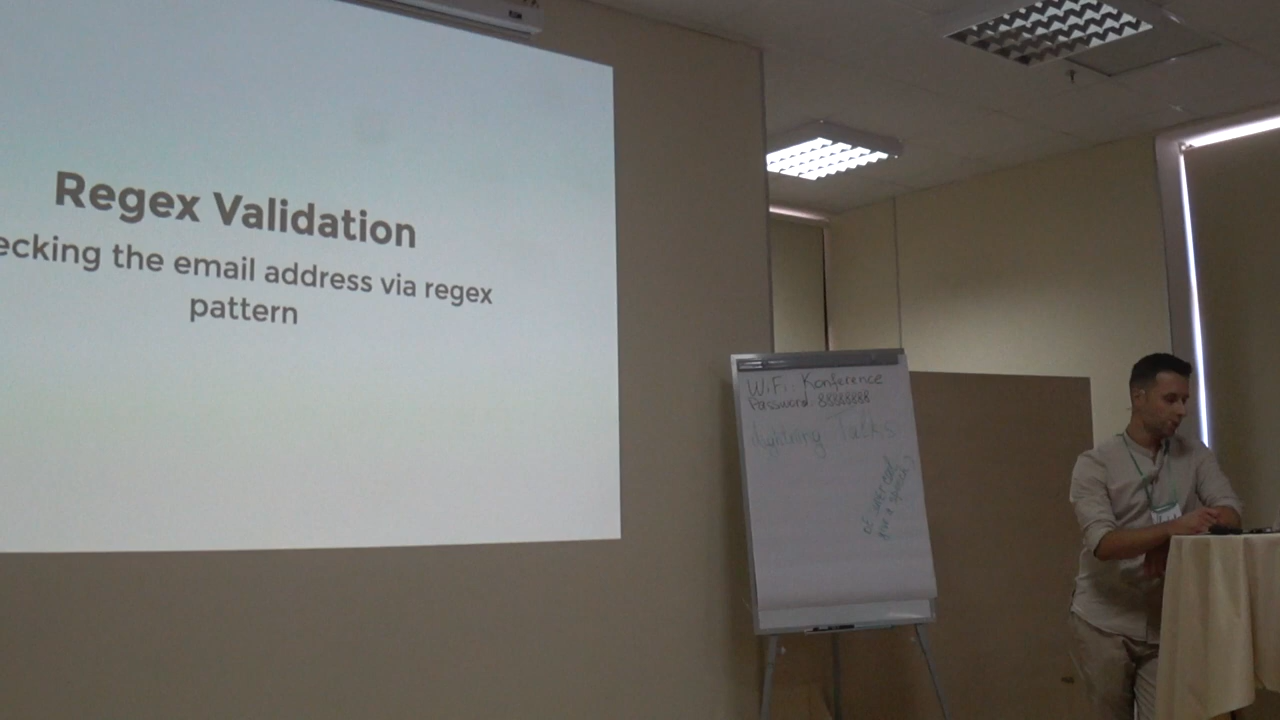 Regex Validation
ecking the email address via regex
pattern
WiFi: Konference
Password: 88888888
Lightning Talks